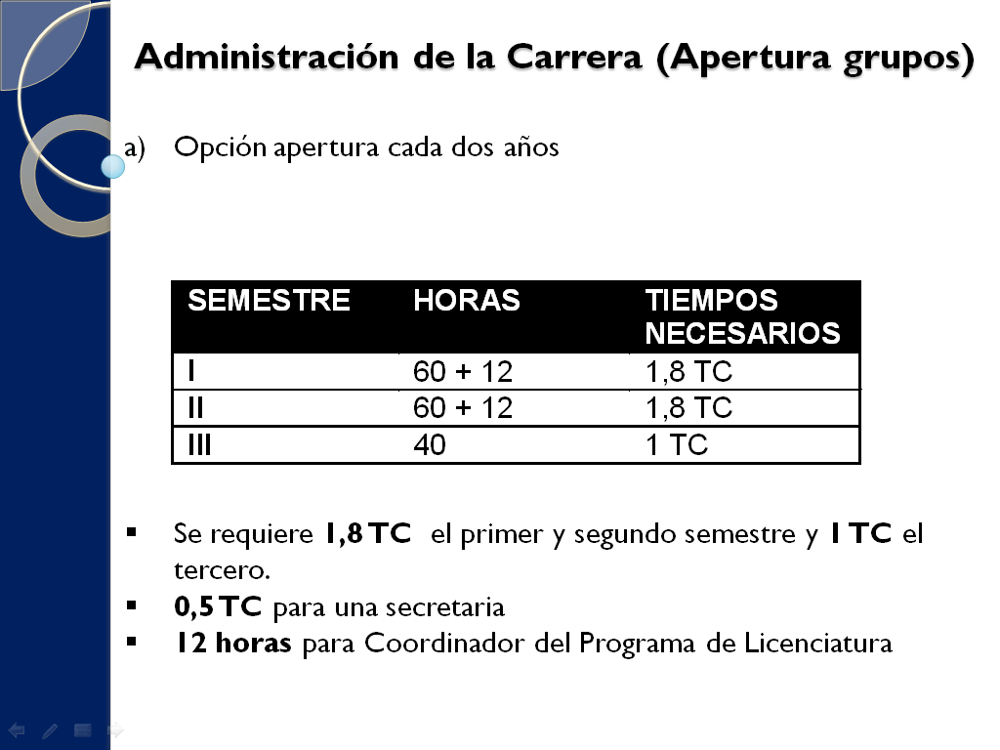 Administración de la Carrera (Apertura grupos)
a) Opción apertura cada dos años
SEMESTRE HORAS TIEMPOS NECESARIOS
I 60 + 12 1,8 TC
II 60 + 12 1,8 TC
III 40 1 TC
▪ Se requiere 1,8 TC el primer y segundo semestre y 1 TC el
tercero.
▪ 0,5 TC para una secretaria
▪ 12 horas para Coordinador del Programa de Licenciatura